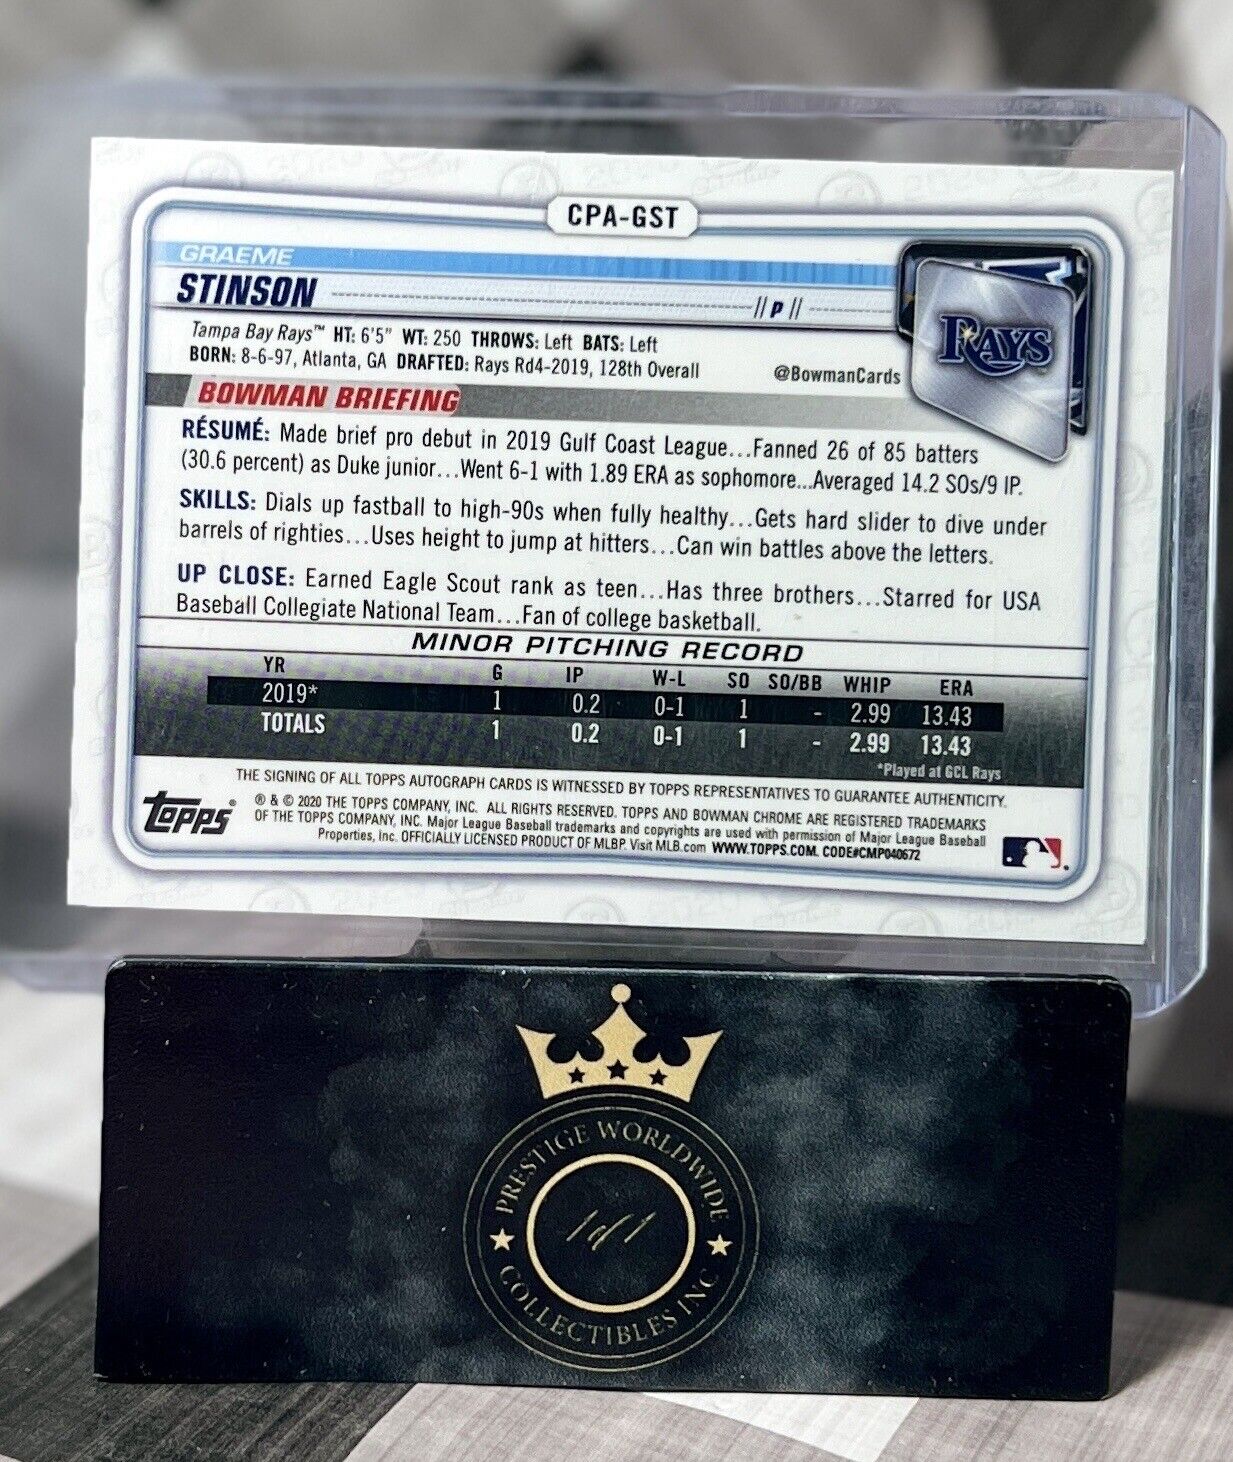 CPA-GST
GRAEME
STINSON
// P //
RAYS
Tampa Bay Rays™ HT: 6'5" WT: 250 THROWS: Left BATS: Left
BORN: 8-6-97, Atlanta, GA DRAFTED: Rays Rd4-2019, 128th Overall
@BowmanCards
BOWMAN BRIEFING
RÉSUMÉ: Made brief pro debut in 2019 Gulf Coast League...Fanned 26 of 85 batters
(30.6 percent) as Duke junior...Went 6-1 with 1.89 ERA as sophomore...Averaged 14.2 SOs/9 IP.
SKILLS: Dials up fastball to high-90s when fully healthy...Gets hard slider to dive under
barrels of righties...Uses height to jump at hitters...Can win battles above the letters.
UP CLOSE: Earned Eagle Scout rank as teen...Has three brothers...Starred for USA
Baseball Collegiate National Team...Fan of college basketball.
MINOR PITCHING RECORD
YR G IP W-L SO SO/BB WHIP ERA
2019* 1 0.2 0-1 1 - 2.99 13.43
TOTALS 1 0.2 0-1 1 - 2.99 13.43
*Played at GCL Rays
THE SIGNING OF ALL TOPPS AUTOGRAPH CARDS IS WITNESSED BY TOPPS REPRESENTATIVES TO GUARANTEE AUTHENTICITY.
topps®
® & © 2020 THE TOPPS COMPANY, INC. ALL RIGHTS RESERVED. TOPPS AND BOWMAN CHROME ARE REGISTERED TRADEMARKS
OF THE TOPPS COMPANY, INC. Major League Baseball trademarks and copyrights are used with permission of Major League Baseball
Properties, Inc. OFFICIALLY LICENSED PRODUCT OF MLBP. Visit MLB.com WWW.TOPPS.COM. CODE#CMP040672
PRESTIGE WORLDWIDE
1of1
COLLECTIBLES INC